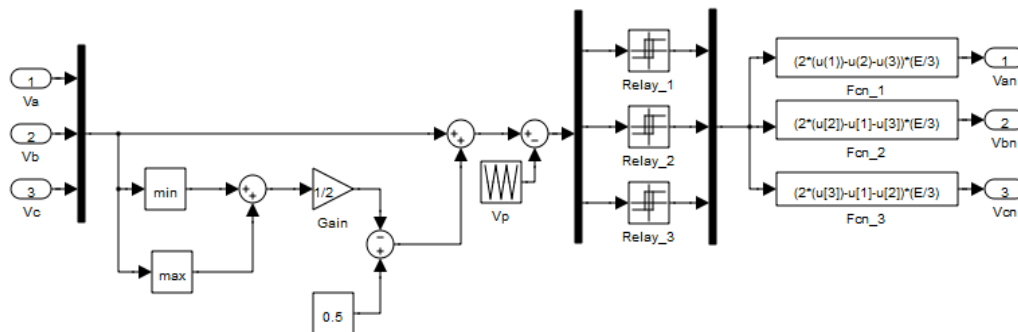 1
Va
2
Vb
3
Vc
min
max
1/2
Gain
0.5
Vp
Relay_1
Relay_2
Relay_3
(2*(u(1))-u(2)-u(3))*(E/3)
Fcn_1
(2*(u[2])-u[1]-u[3])*(E/3)
Fcn_2
(2*(u[3])-u[1]-u[2])*(E/3)
Fcn_3
1
Van
2
Vbn
3
Vcn